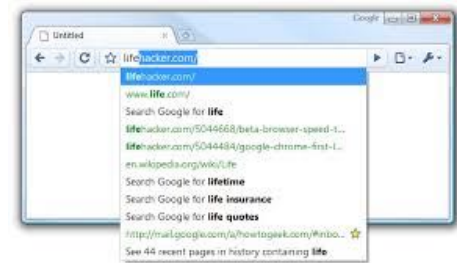 Google
Untitled
lifehacker.com/
lifehacker.com/
www.life.com/
Search Google for life
lifehacker.com/5044668/beta-browser-speed-t...
lifehacker.com/5044484/google-chrome-first-l...
en.wikipedia.org/wiki/Life
Search Google for lifetime
Search Google for life insurance
Search Google for life quotes
http://mail.google.com/a/howtogeek.com/#inbo...
See 44 recent pages in history containing life